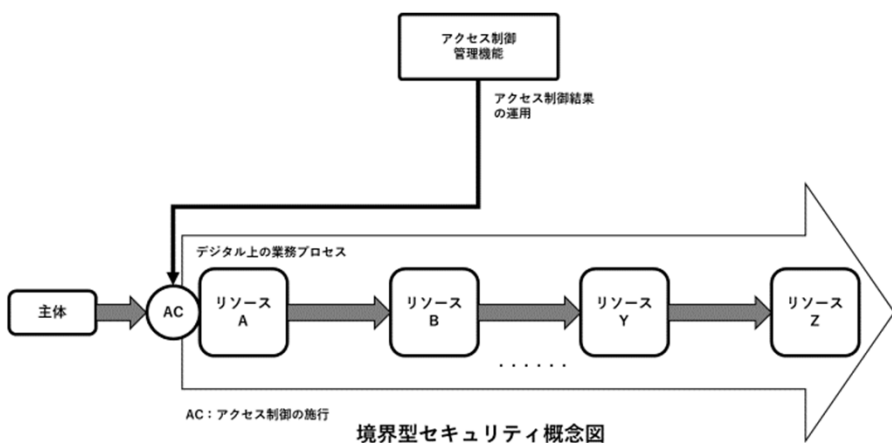 アクセス制御
管理機能
アクセス制御結果
の運用
デジタル上の業務プロセス
主体
AC
リソース
A
リソース
B
リソース
Y
リソース
Z
・・・・・・
AC：アクセス制御の施行
境界型セキュリティ概念図